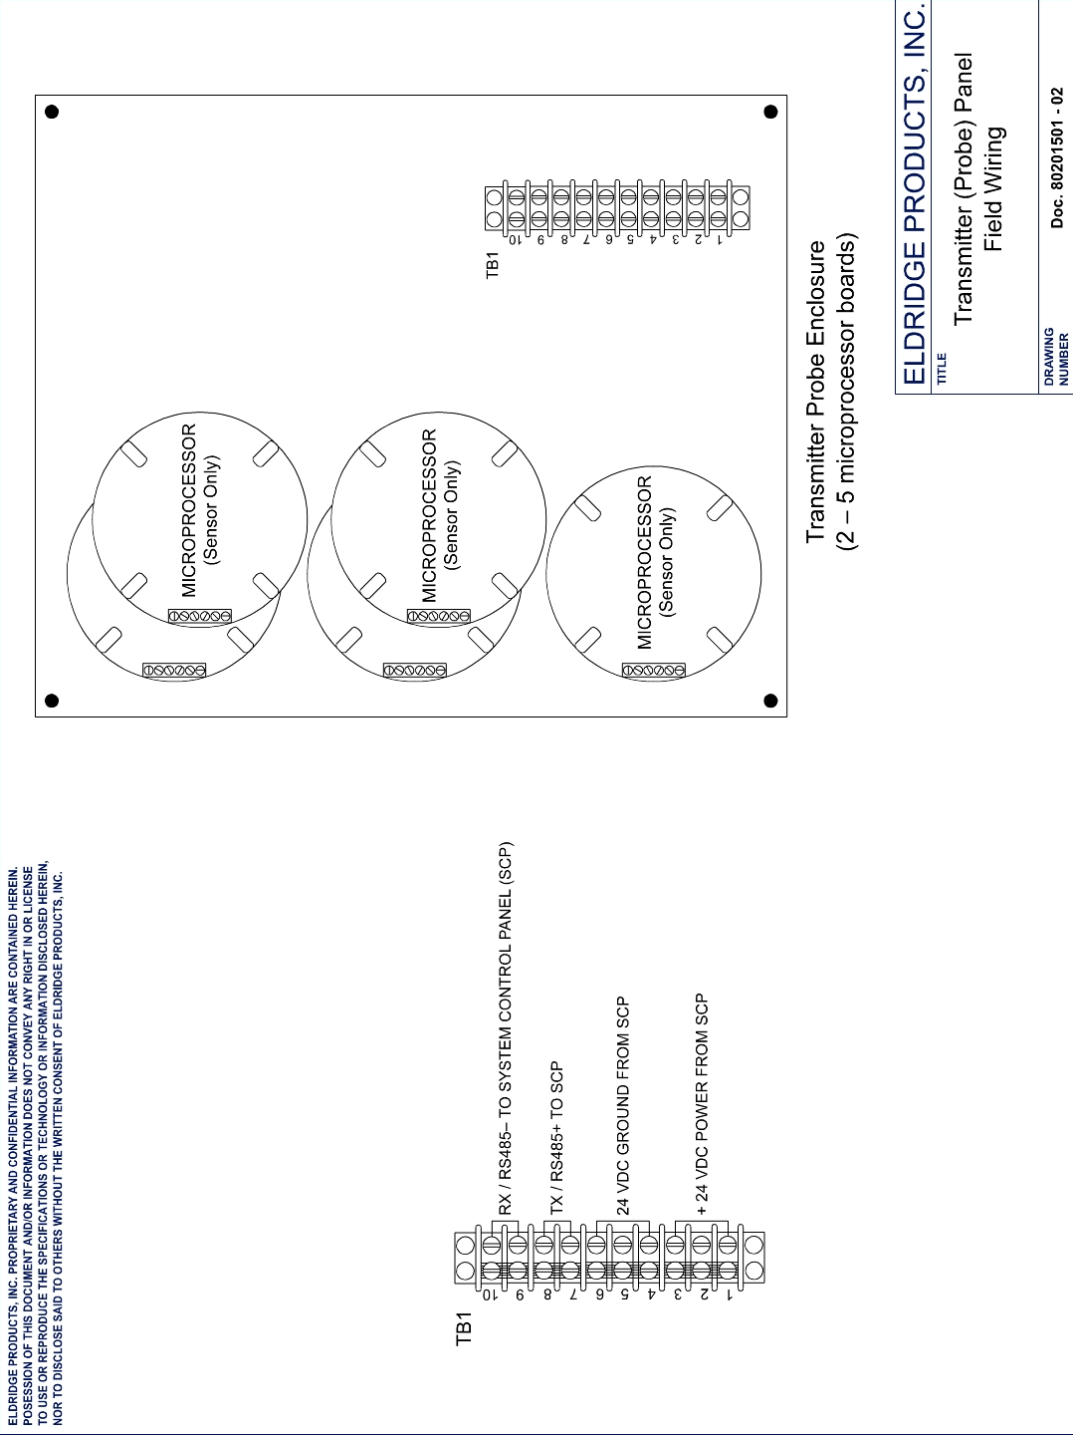 ELDRIDGE PRODUCTS, INC. PROPRIETARY AND CONFIDENTIAL INFORMATION ARE CONTAINED HEREIN.
POSESSION OF THIS DOCUMENT AND/OR INFORMATION DOES NOT CONVEY ANY RIGHT IN OR LICENSE
TO USE OR REPRODUCE THE SPECIFICATIONS OR TECHNOLOGY OR INFORMATION DISCLOSED HEREIN,
NOR TO DISCLOSE SAID TO OTHERS WITHOUT THE WRITTEN CONSENT OF ELDRIDGE PRODUCTS, INC.
TB1
10
9
8
7
6
5
4
3
2
1
RX / RS485– TO SYSTEM CONTROL PANEL (SCP)
TX / RS485+ TO SCP
24 VDC GROUND FROM SCP
+ 24 VDC POWER FROM SCP
MICROPROCESSOR
(Sensor Only)
MICROPROCESSOR
(Sensor Only)
MICROPROCESSOR
(Sensor Only)
TB1
10
9
8
7
6
5
4
3
2
1
Transmitter Probe Enclosure
(2 – 5 microprocessor boards)
ELDRIDGE PRODUCTS, INC.
TITLE
Transmitter (Probe) Panel
Field Wiring
DRAWING
NUMBER
Doc. 80201501 - 02